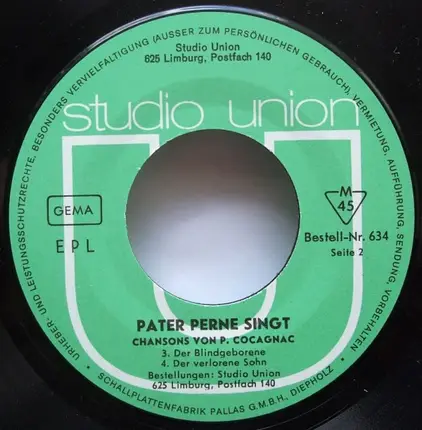 URHEBER- UND LEISTUNGSSCHUTZRECHTE, BESONDERS VERVIELFALTIGUNG (AUSSER ZUM PERSÖNLICHEN GEBRAUCH), VERMIETUNG, AUFFÜHRUNG, SENDUNG, VORBEHALTEN
Studio Union
625 Limburg, Postfach 140
studio union
GEMA
EPL
M
45
Bestell-Nr. 634
Seite 2
PATER PERNE SINGT
CHANSONS VON P. COCAGNAC
3. Der Blindgeborene
4. Der verlorene Sohn
Bestellungen: Studio Union
625 Limburg, Postfach 140
SCHALLPLATTENFABRIK PALLAS G.M.B.H., DIEPHOLZ